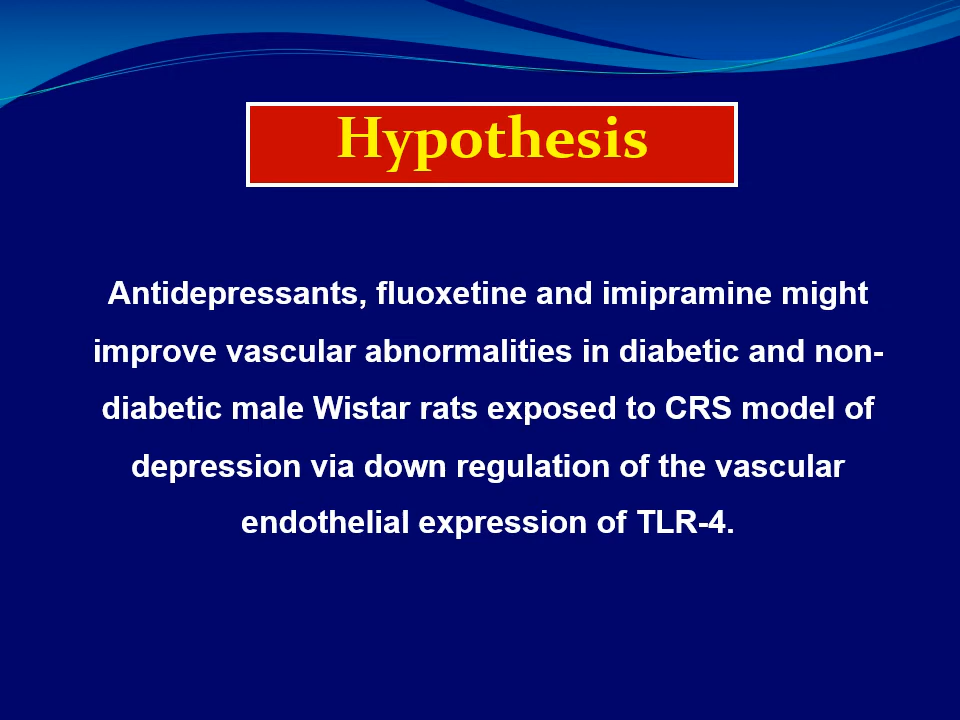 Hypothesis
Antidepressants, fluoxetine and imipramine might
improve vascular abnormalities in diabetic and non-
diabetic male Wistar rats exposed to CRS model of
depression via down regulation of the vascular
endothelial expression of TLR-4.